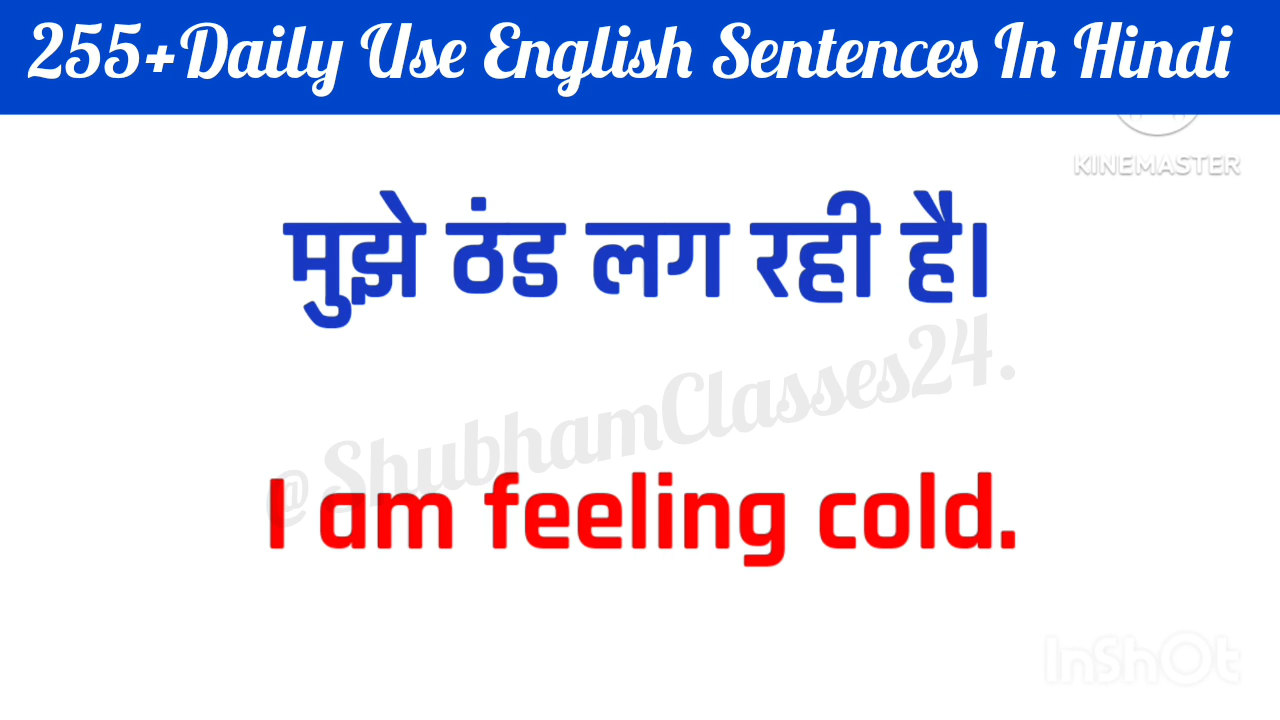 255+Daily Use English Sentences In Hindi
KINEMASTER
मुझे ठंड लग रही है।
@ShubhamClasses24.
I am feeling cold.
InShOt